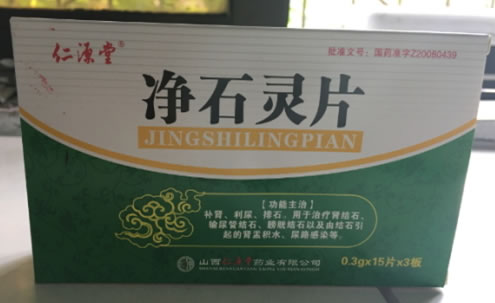 仁源堂®
批准文号：国药准字Z20080439
净石灵片
JINGSHILINGPIAN
【功能主治】
补肾、利尿、排石。用于治疗肾结石、
输尿管结石、膀胱结石以及由结石引
起的肾盂积水、尿路感染等。
山西仁源堂药业有限公司
0.3gx15片x3板